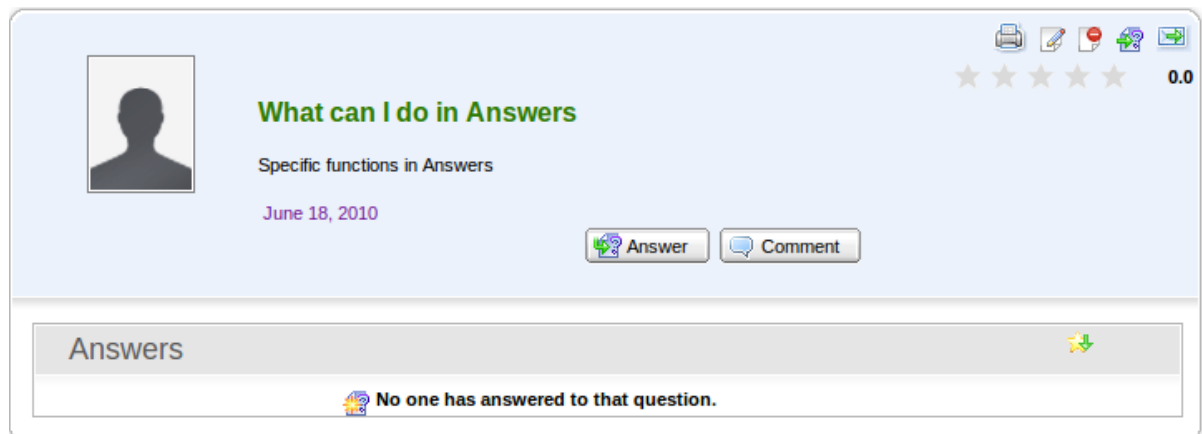 0.0
What can I do in Answers
Specific functions in Answers
June 18, 2010
Answer
Comment
Answers
No one has answered to that question.